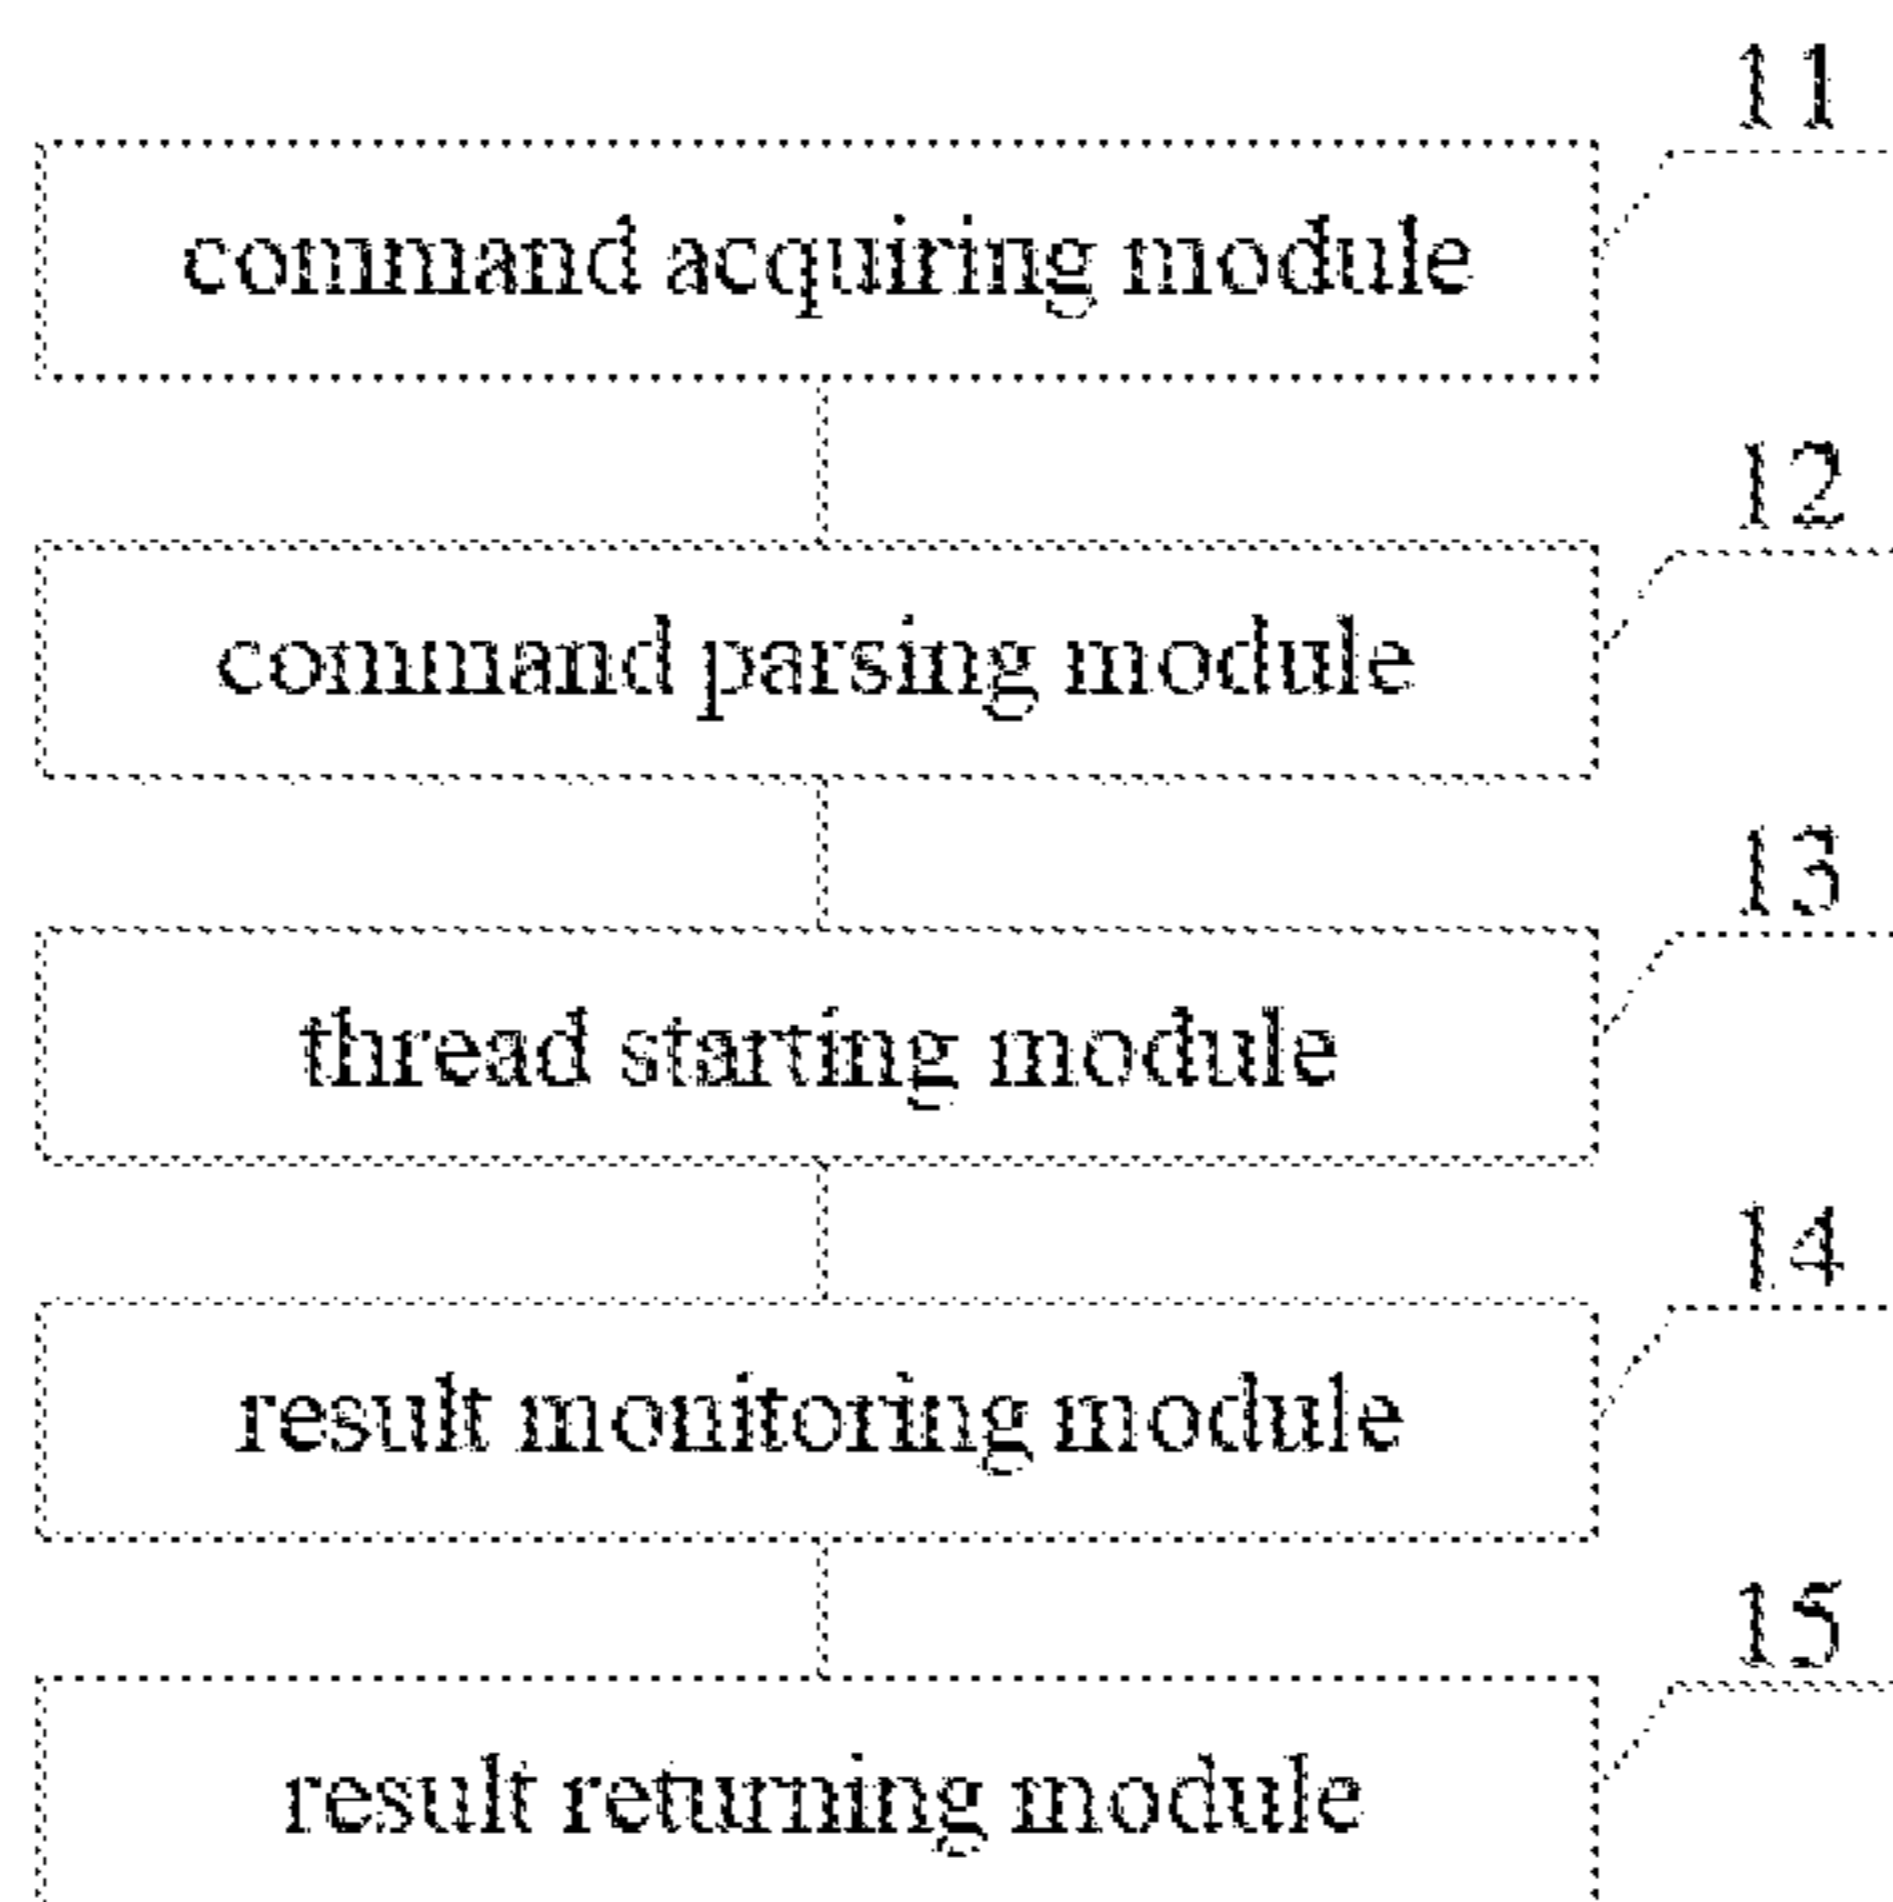 11
command acquiring module
12
command parsing module
13
thread starting module
14
result monitoring module
15
result returning module